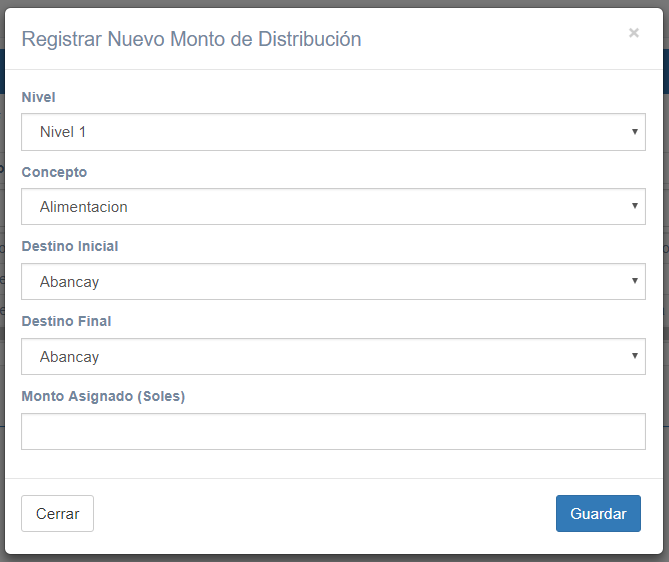 Registrar Nuevo Monto de Distribución
×
Nivel
Nivel 1
Concepto
Alimentacion
Destino Inicial
Abancay
Destino Final
Abancay
Monto Asignado (Soles)
Cerrar
Guardar